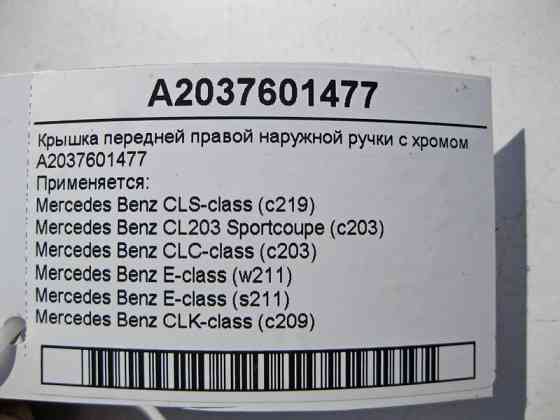 A2037601477
Крышка передней правой наружной ручки с хромом
A2037601477
Применяется:
Mercedes Benz CLS-class (c219)
Mercedes Benz CL203 Sportcoupe (c203)
Mercedes Benz CLC-class (c203)
Mercedes Benz E-class (w211)
Mercedes Benz E-class (s211)
Mercedes Benz CLK-class (c209)